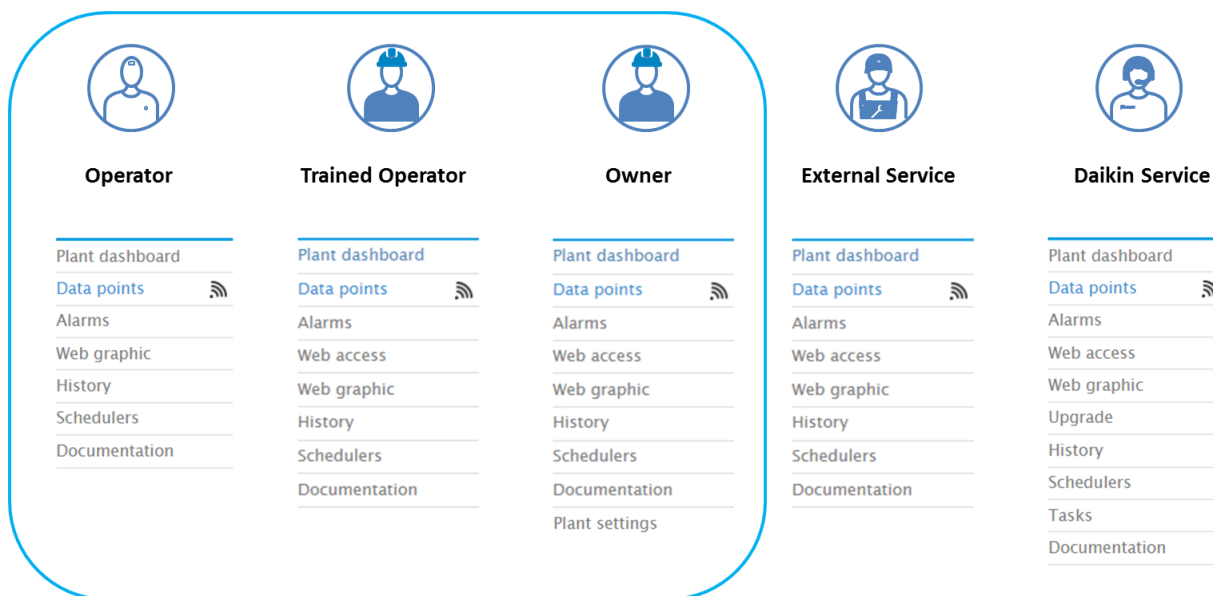 Operator
Trained Operator
Owner
External Service
Daikin Service
Plant dashboard
Data points
Alarms
Web graphic
History
Schedulers
Documentation
Plant dashboard
Data points
Alarms
Web access
Web graphic
History
Schedulers
Documentation
Plant dashboard
Data points
Alarms
Web access
Web graphic
History
Schedulers
Documentation
Plant settings
Plant dashboard
Data points
Alarms
Web access
Web graphic
History
Schedulers
Documentation
Plant dashboard
Data points
Alarms
Web access
Web graphic
Upgrade
History
Schedulers
Tasks
Documentation